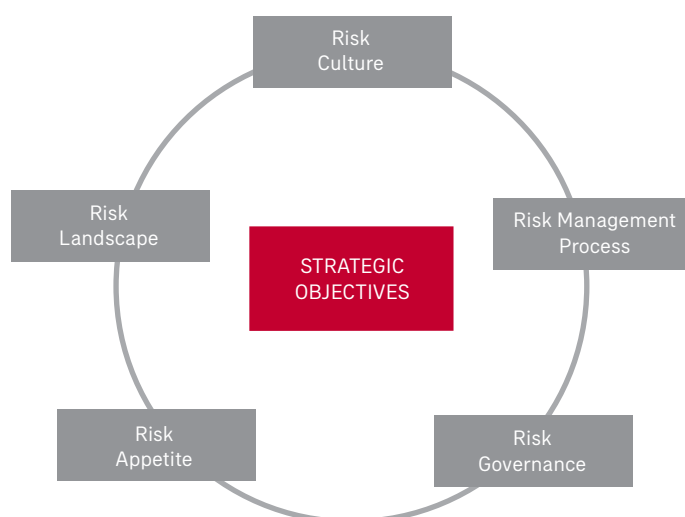 Risk
Culture
Risk
Landscape
Risk Management
Process
STRATEGIC
OBJECTIVES
Risk
Appetite
Risk
Governance